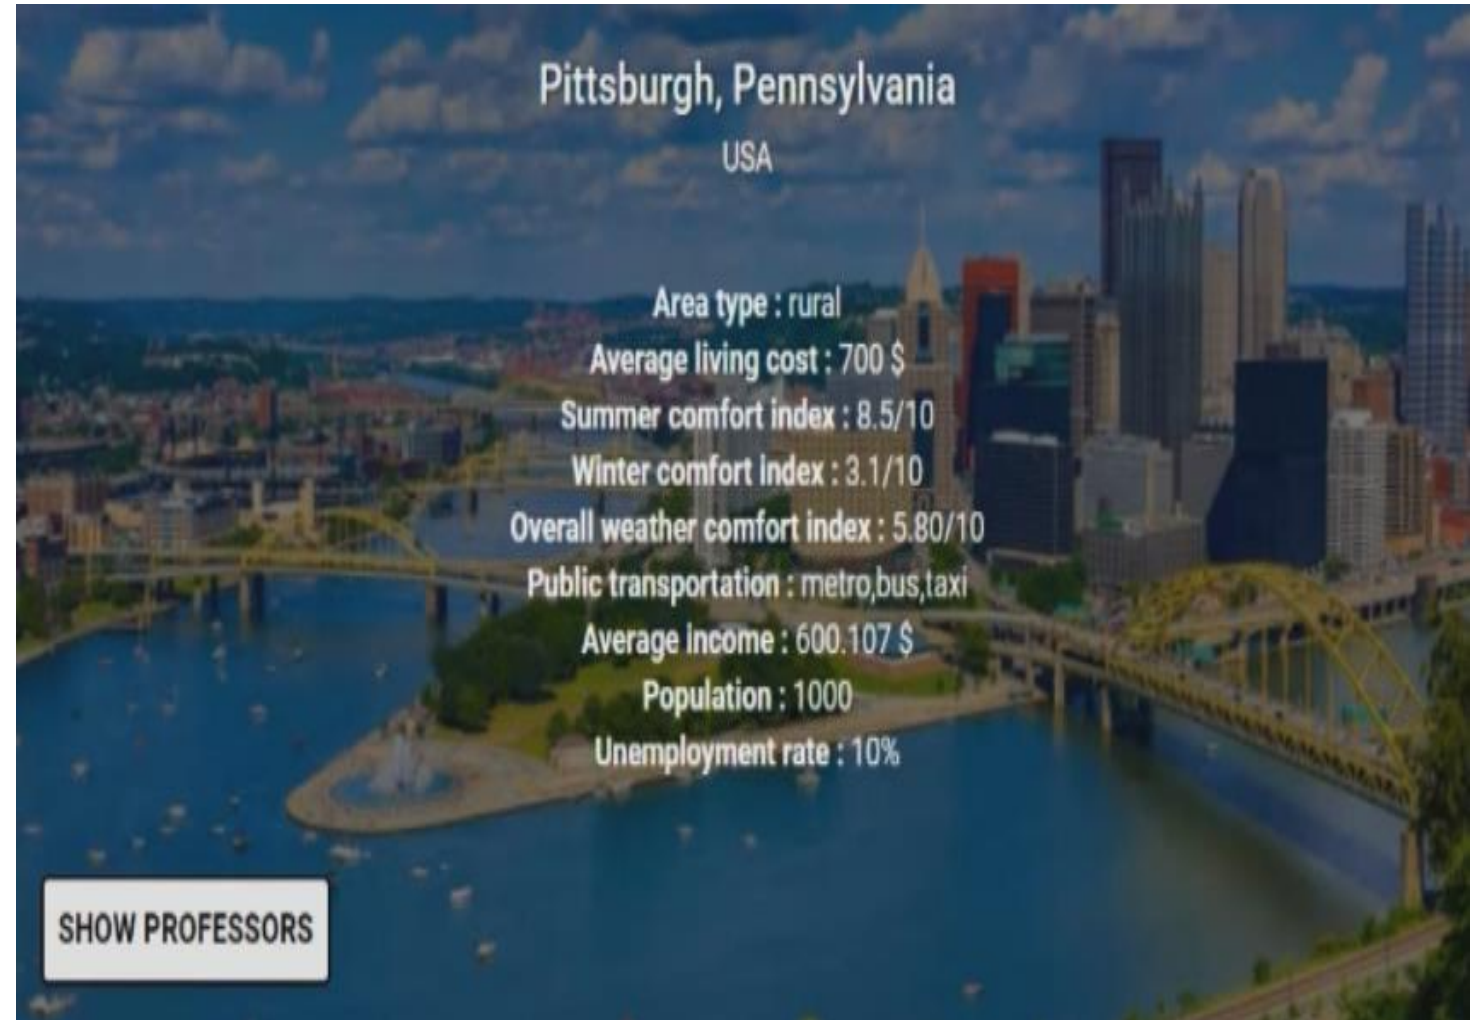 Pittsburgh, Pennsylvania
USA
Area type : rural
Average living cost : 700 $
Summer comfort index : 8.5/10
Winter comfort index : 3.1/10
Overall weather comfort index : 5.80/10
Public transportation : metro,bus,taxi
Average income : 600.107 $
Population : 1000
Unemployment rate : 10%
SHOW PROFESSORS